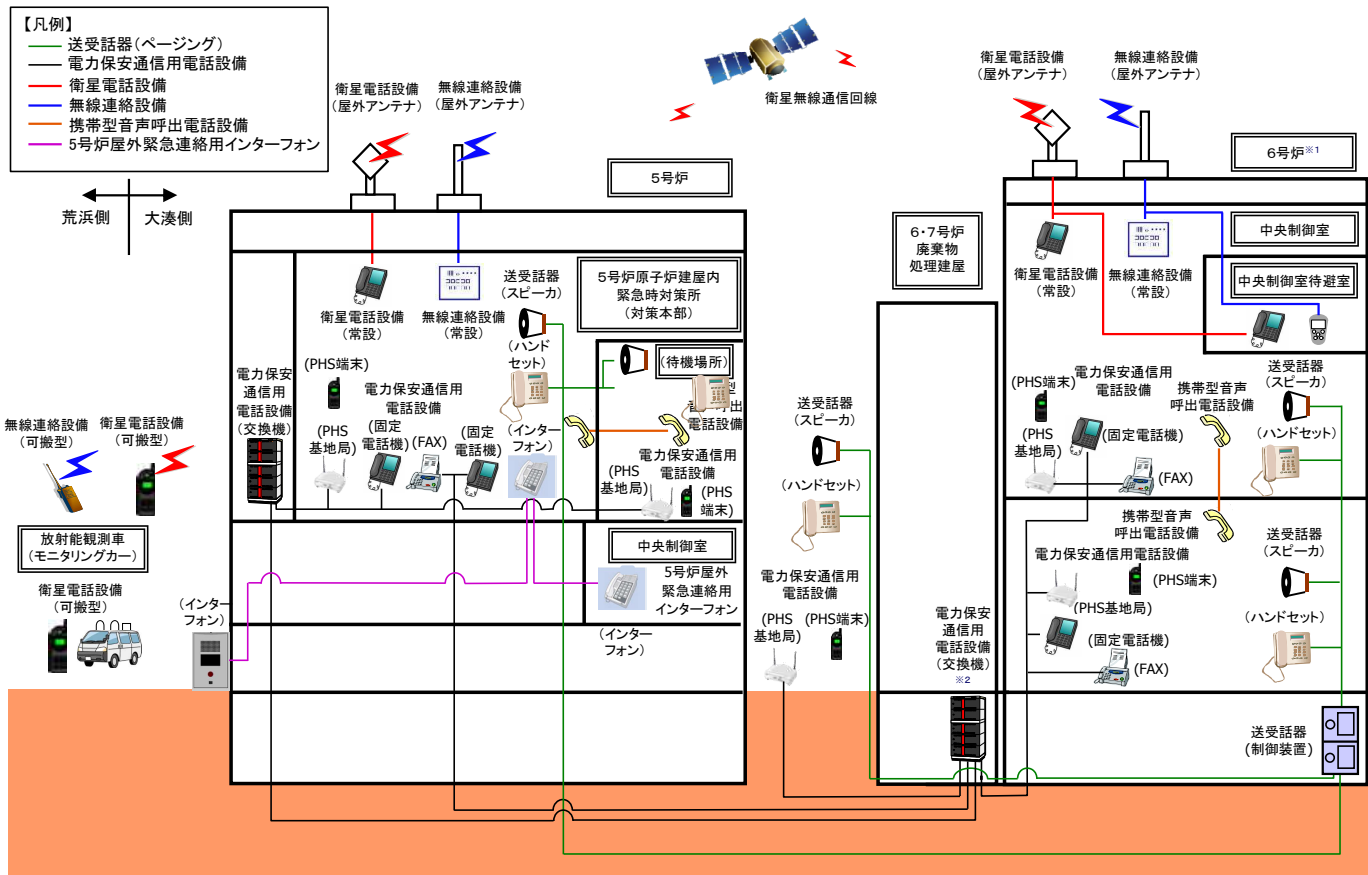 【凡例】
送受話器(ページング)
電力保安通信用電話設備
衛星電話設備
無線連絡設備
携帯型音声呼出電話設備
5号炉屋外緊急連絡用インターフォン
荒浜側
大湊側
衛星無線通信回線
衛星電話設備
(屋外アンテナ)
無線連絡設備
(屋外アンテナ)
5号炉
衛星電話設備
(常設)
無線連絡設備
(常設)
送受話器
(スピーカ)
5号炉原子炉建屋内
緊急時対策所
(対策本部)
(ハンド
セット)
(待機場所)
電力保安
通信用
電話設備
(交換機)
(PHS端末)
(PHS
基地局)
電力保安通信用
電話設備
(固定
電話機)
(FAX)
(固定
電話機)
(インター
フォン)
型
呼出
電話設備
電力保安通信用
電話設備
(PHS
基地局)
(PHS
端末)
中央制御室
5号炉屋外
緊急連絡用
インターフォン
(インター
フォン)
無線連絡設備
(可搬型)
衛星電話設備
(可搬型)
放射能観測車
(モニタリングカー)
衛星電話設備
(可搬型)
(インター
フォン)
送受話器
(スピーカ)
(ハンドセット)
電力保安通信用
電話設備
(PHS
基地局)
(PHS端末)
6・7号炉
廃棄物
処理建屋
電力保安
通信用
電話設備
(交換機)
※2
衛星電話設備
(屋外アンテナ)
無線連絡設備
(屋外アンテナ)
6号炉※1
中央制御室
衛星電話設備
(常設)
無線連絡設備
(常設)
中央制御室待避室
(PHS端末)
(PHS
基地局)
電力保安通信用
電話設備
(固定電話機)
(FAX)
携帯型音声
呼出電話設備
送受話器
(スピーカ)
(ハンドセット)
携帯型音声
呼出電話設備
電力保安通信用電話設備
(PHS端末)
(PHS基地局)
(固定電話機)
(FAX)
送受話器
(スピーカ)
(ハンドセット)
送受話器
(制御装置)